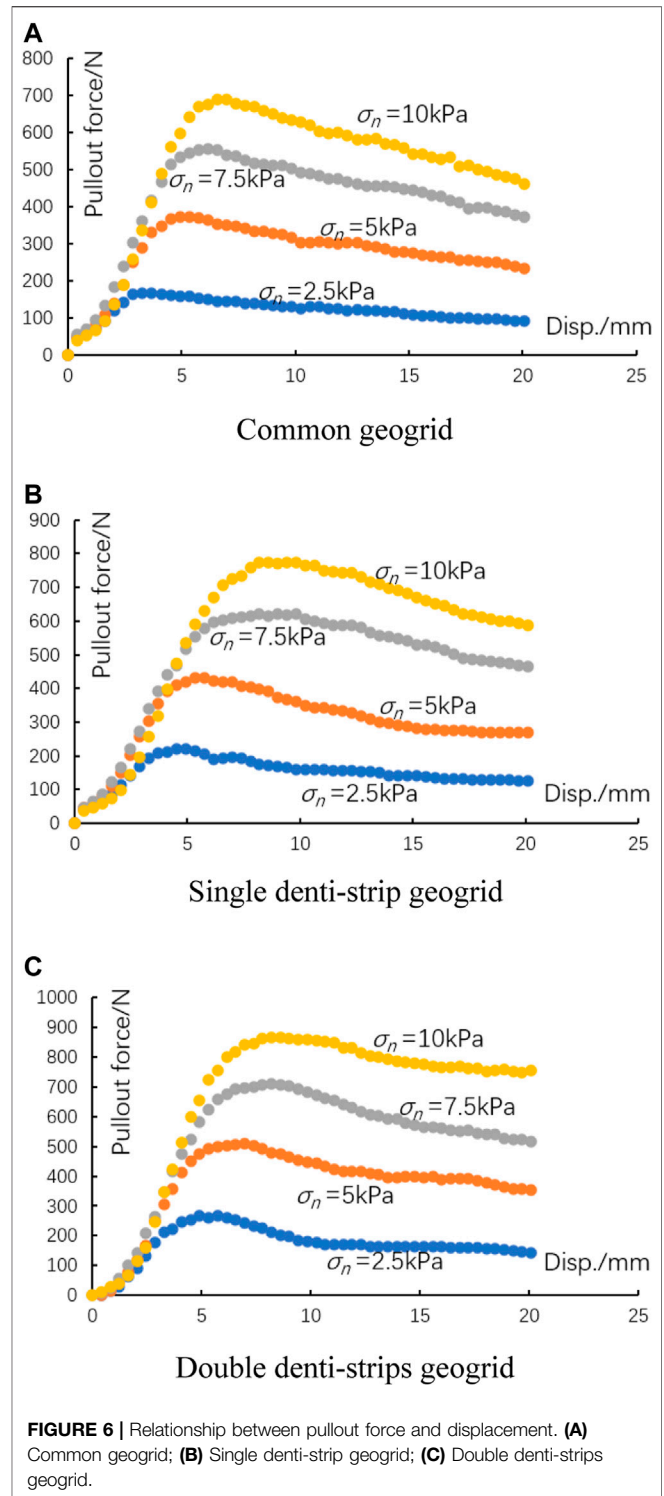 A
Pullout force/N
800
700
600
500
400
300
200
100
0
σn=10kPa
σn=7.5kPa
σn=5kPa
σn=2.5kPa
Disp./mm
0 5 10 15 20 25
Common geogrid
B
Pullout force/N
900
800
700
600
500
400
300
200
100
0
σn=10kPa
σn=7.5kPa
σn=5kPa
σn=2.5kPa
Disp./mm
0 5 10 15 20 25
Single denti-strip geogrid
C
Pullout force/N
1000
900
800
700
600
500
400
300
200
100
0
σn=10kPa
σn=7.5kPa
σn=5kPa
σn=2.5kPa
Disp./mm
0 5 10 15 20 25
Double denti-strips geogrid
FIGURE 6 | Relationship between pullout force and displacement. (A)
Common geogrid; (B) Single denti-strip geogrid; (C) Double denti-strips
geogrid.